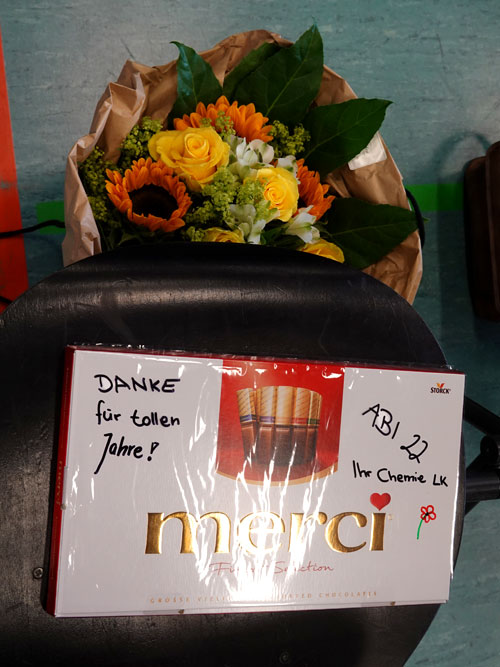 DANKE
für tollen
Jahre!
STORCK
ABI 22
Ihr Chemie LK
merci
Finest Selection